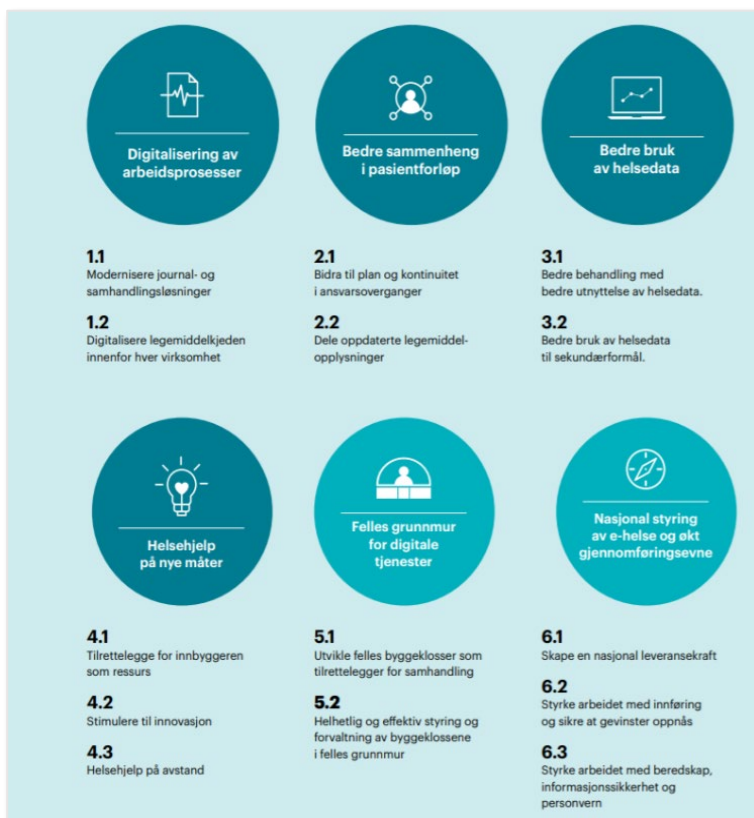 Digitalisering av
arbeidsprosesser
1.1
Modernisere journal- og
samhandlingsløsninger
1.2
Digitalisere legemiddelkjeden
innenfor hver virksomhet
Bedre sammenheng
i pasientforløp
2.1
Bidra til plan og kontinuitet
i ansvarsoverganger
2.2
Dele oppdaterte legemiddel-
opplysninger
Bedre bruk
av helsedata
3.1
Bedre behandling med
bedre utnyttelse av helsedata.
3.2
Bedre bruk av helsedata
til sekundærformål.
Helsehjelp
på nye måter
4.1
Tilrettelegge for innbyggeren
som ressurs
4.2
Stimulere til innovasjon
4.3
Helsehjelp på avstand
Felles grunnmur
for digitale
tjenester
5.1
Utvikle felles byggeklosser som
tilrettelegger for samhandling
5.2
Helhetlig og effektiv styring og
forvaltning av byggeklossene
i felles grunnmur
Nasjonal styring
av e-helse og økt
gjennomføringsevne
6.1
Skape en nasjonal leveransekraft
6.2
Styrke arbeidet med innføring
og sikre at gevinster oppnås
6.3
Styrke arbeidet med beredskap,
informasjonssikkerhet og
personvern